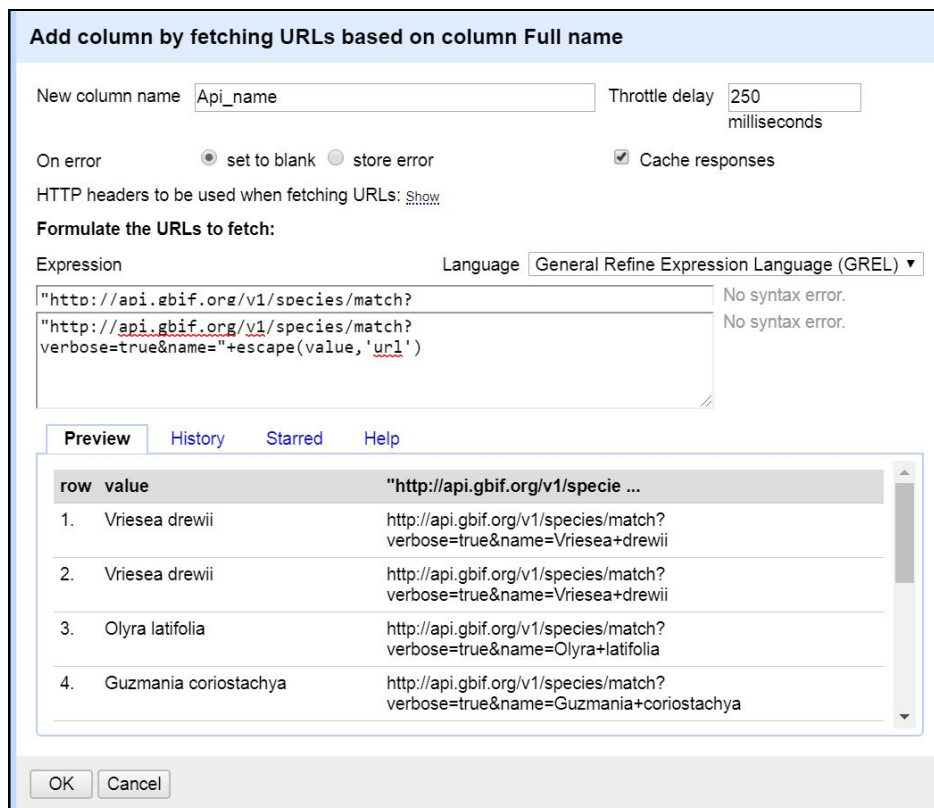 Add column by fetching URLs based on column Full name
New column name Api_name Throttle delay 250
milliseconds
On error set to blank store error Cache responses
HTTP headers to be used when fetching URLs: Show
Formulate the URLs to fetch:
Expression Language General Refine Expression Language (GREL)
"http://api.gbif.org/v1/species/match? No syntax error.
"http://api.gbif.org/v1/species/match? No syntax error.
verbose=true&name="+escape(value,'url')
Preview History Starred Help
row value "http://api.gbif.org/v1/specie ...
1. Vriesea drewii http://api.gbif.org/v1/species/match?
verbose=true&name=Vriesea+drewii
2. Vriesea drewii http://api.gbif.org/v1/species/match?
verbose=true&name=Vriesea+drewii
3. Olyra latifolia http://api.gbif.org/v1/species/match?
verbose=true&name=Olyra+latifolia
4. Guzmania coriostachya http://api.gbif.org/v1/species/match?
verbose=true&name=Guzmania+coriostachya
OK Cancel